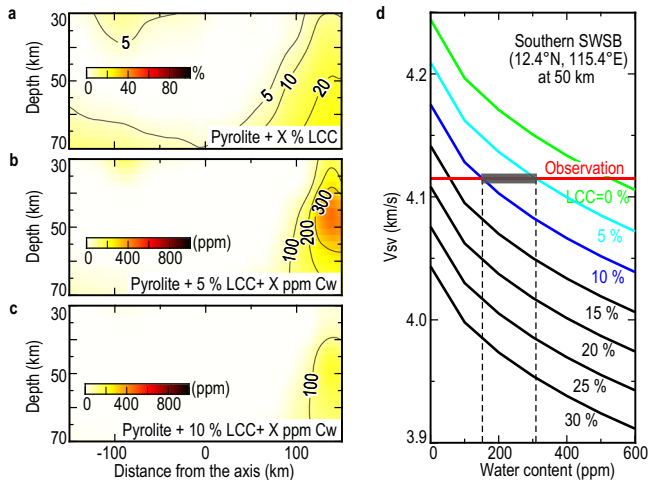 a
30
50
70
Depth (km)
5
0 40 80
%
5
10
20
Pyrolite + X % LCC
b
30
50
70
Depth (km)
0 400 800
(ppm)
100
200
300
Pyrolite + 5 % LCC+ X ppm Cw
c
30
50
70
Depth (km)
0 400 800
(ppm)
100
Pyrolite + 10 % LCC+ X ppm Cw
-100 0 100
Distance from the axis (km)
d
4.2
4.1
4.0
3.9
Vsv (km/s)
Southern SWSB
(12.4°N, 115.4°E)
at 50 km
Observation
LCC=0 %
5 %
10 %
15 %
20 %
25 %
30 %
0 200 400 600
Water content (ppm)